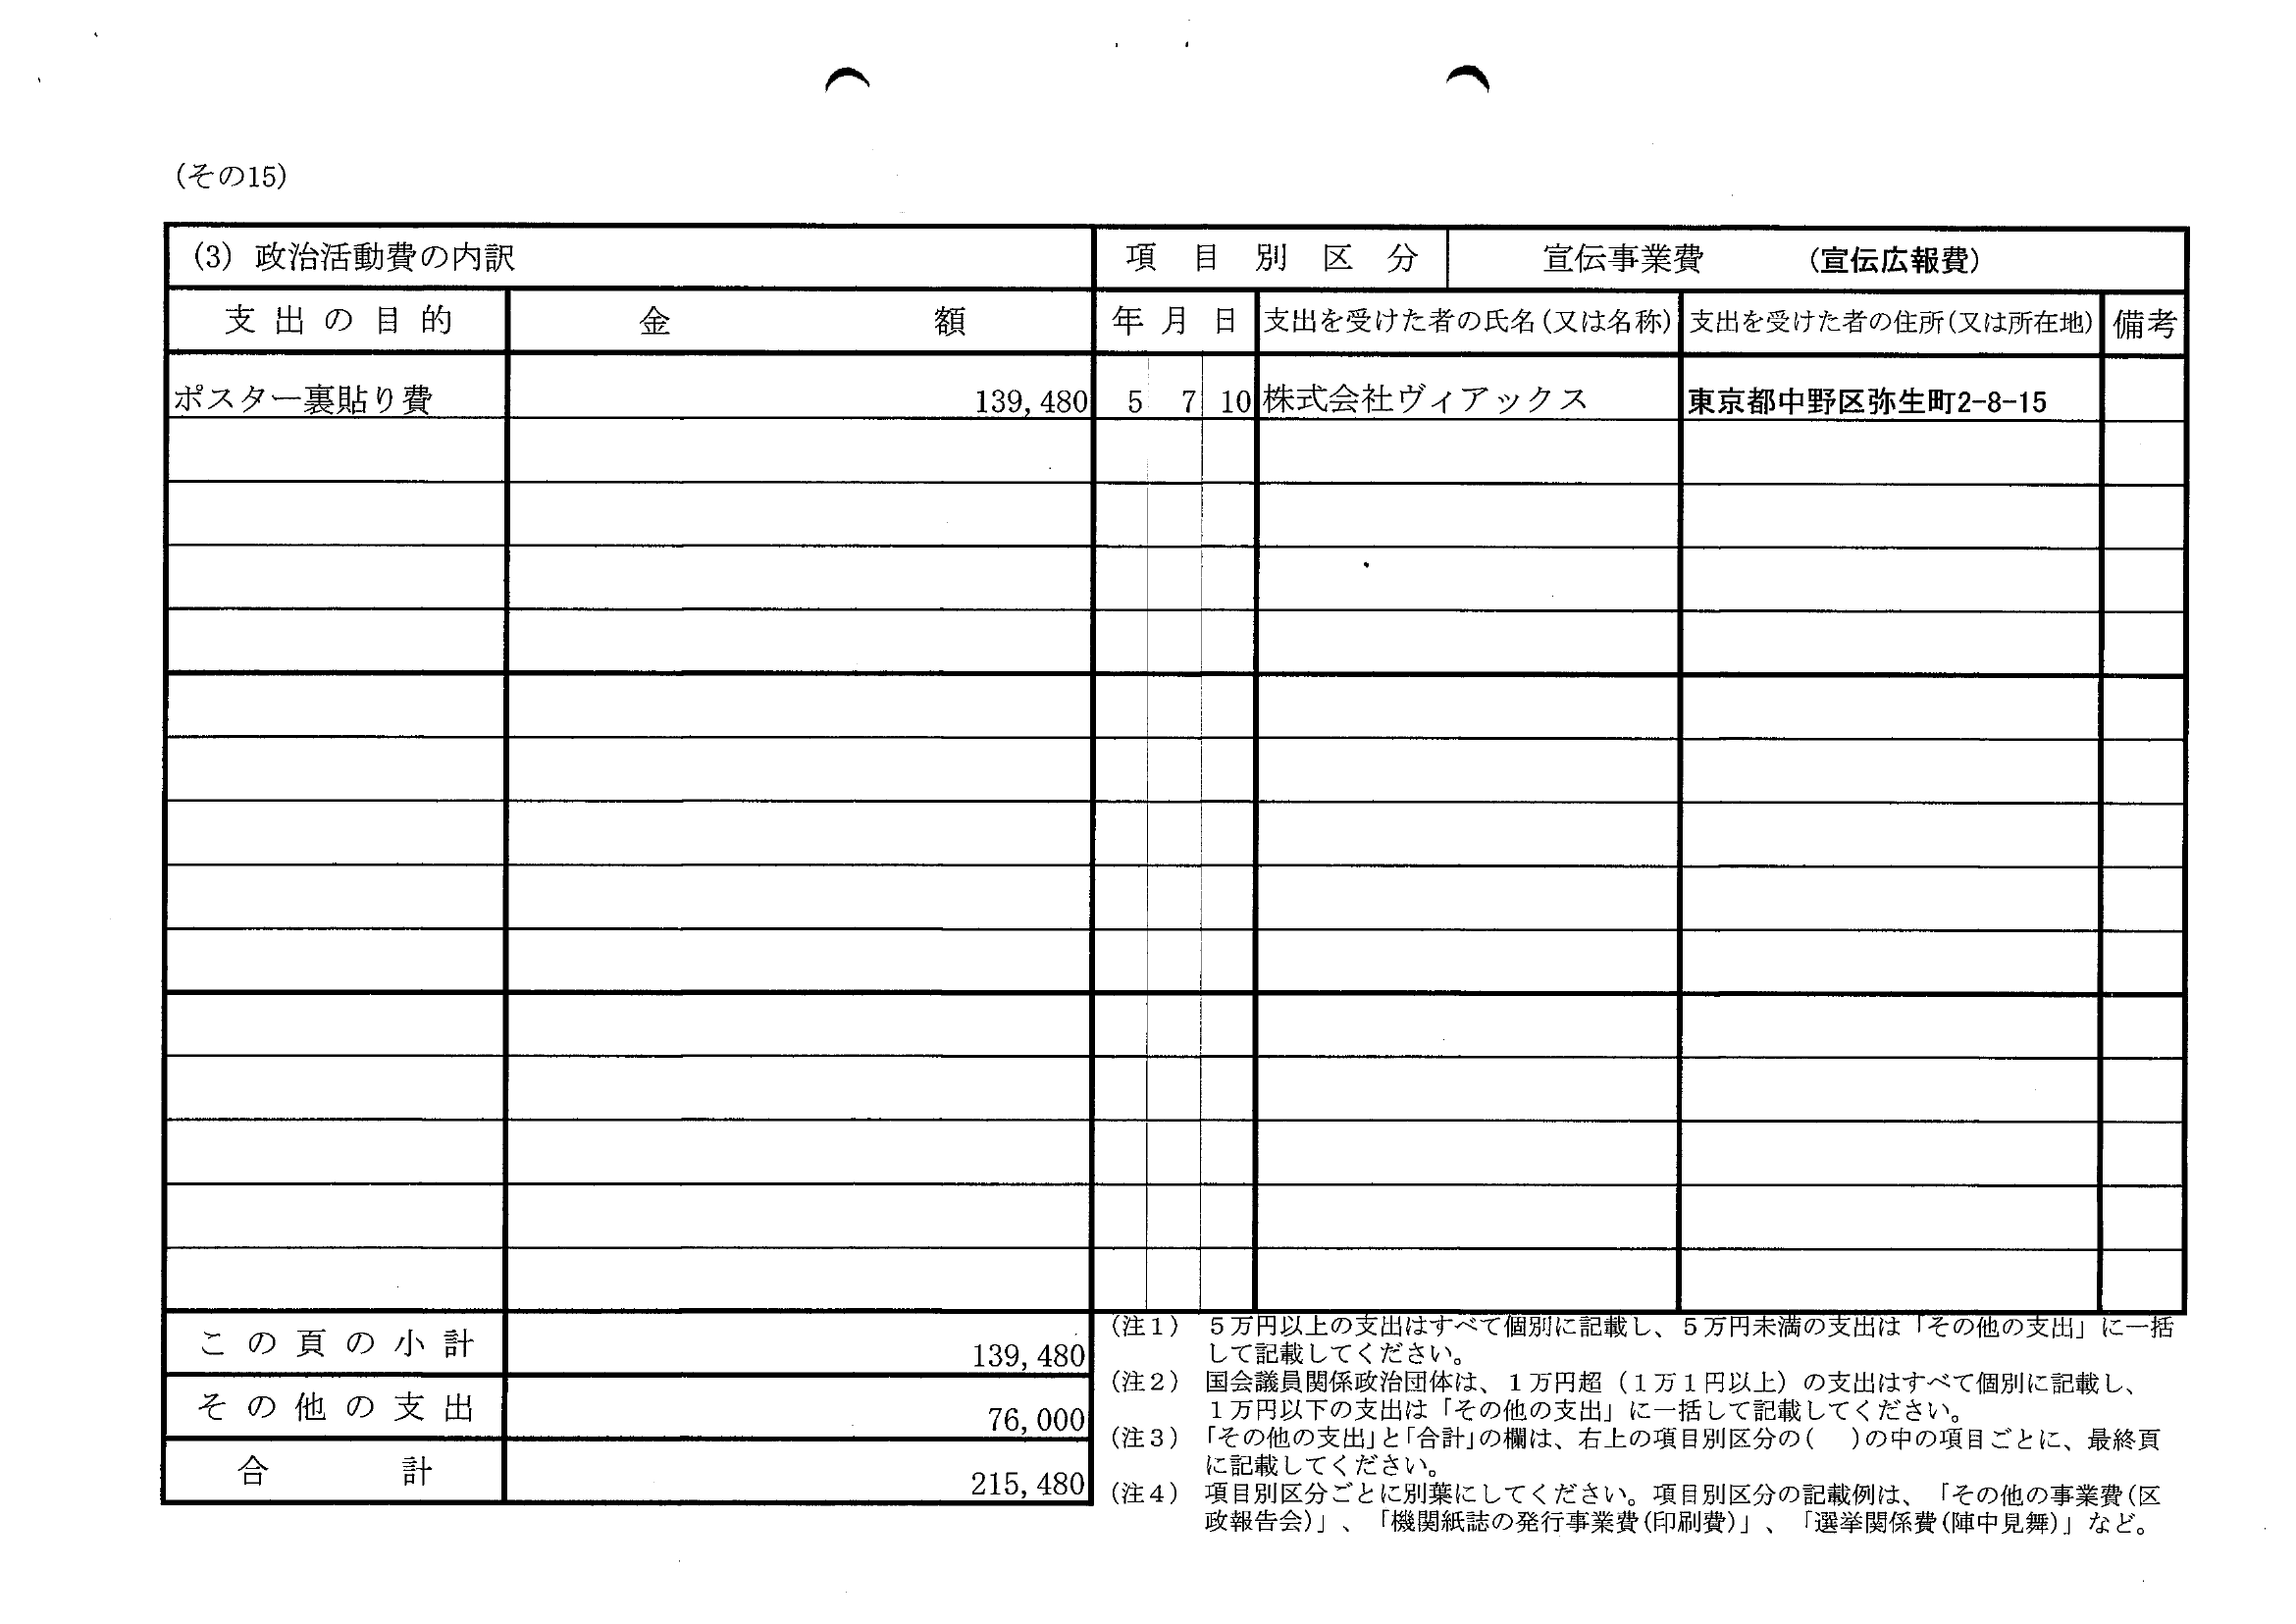 （その15）
(3) 政治活動費の内訳 項目別区分 宣伝事業費 （宣伝広報費）
支出の目的 金額 年月日 支出を受けた者の氏名(又は名称) 支出を受けた者の住所(又は所在地) 備考
ポスター裏貼り費 139,480 5 7 10 株式会社ヴィアックス 東京都中野区弥生町2-8-15
この頁の小計 139,480
その他の支出 76,000
合計 215,480
（注１） ５万円以上の支出はすべて個別に記載し、５万円未満の支出は「その他の支出」に一括
して記載してください。
（注２） 国会議員関係政治団体は、１万円超（１万１円以上）の支出はすべて個別に記載し、
１万円以下の支出は「その他の支出」に一括して記載してください。
（注３） 「その他の支出」と「合計」の欄は、右上の項目別区分の(　)の中の項目ごとに、最終頁
に記載してください。
（注４） 項目別区分ごとに別葉にしてください。項目別区分の記載例は、「その他の事業費(区
政報告会)」、「機関紙誌の発行事業費(印刷費)」、「選挙関係費(陣中見舞)」など。